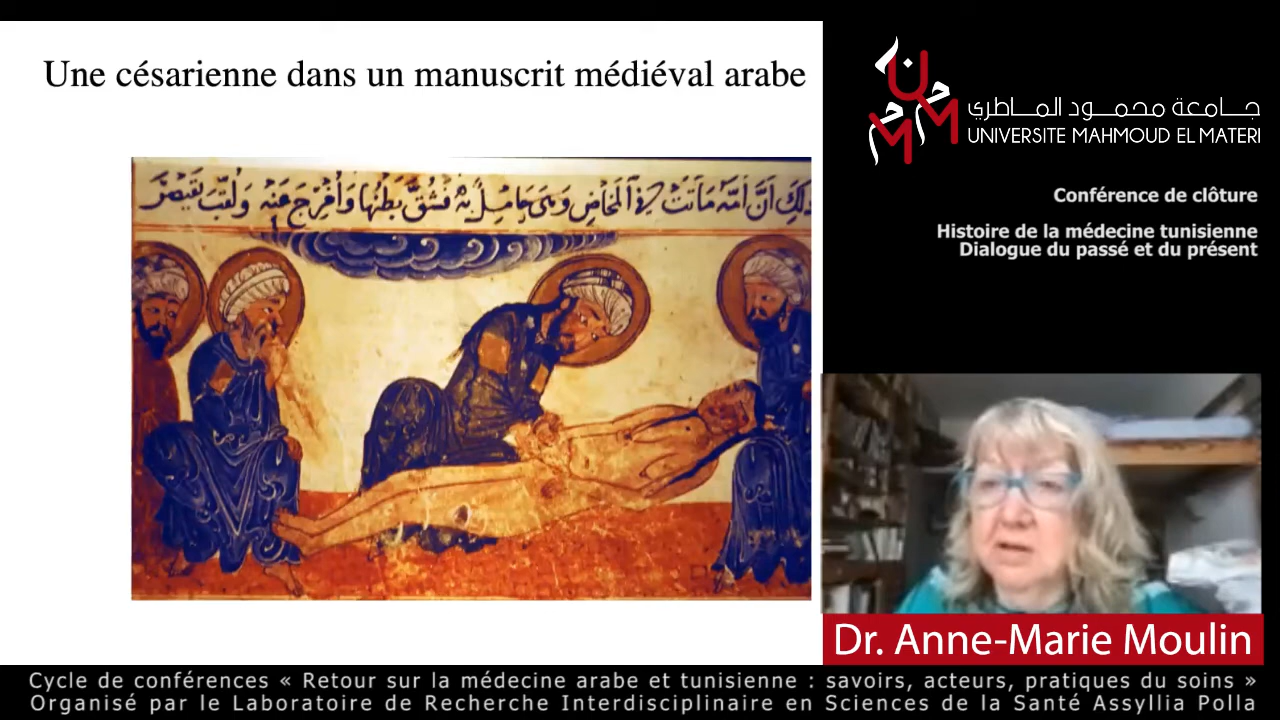 Une césarienne dans un manuscrit médiéval arabe
ذلك أن أمه ماتت في المخاض وهي حامل به فشق بطنها وأخرج عنه ولقب بقيصر
جامعة محمود الماطري
UNIVERSITE MAHMOUD EL MATERI
Conférence de clôture
Histoire de la médecine tunisienne
Dialogue du passé et du présent
Dr. Anne-Marie Moulin
Cycle de conférences « Retour sur la médecine arabe et tunisienne : savoirs, acteurs, pratiques du soins »
Organisé par le Laboratoire de Recherche Interdisciplinaire en Sciences de la Santé Assyllia Polla